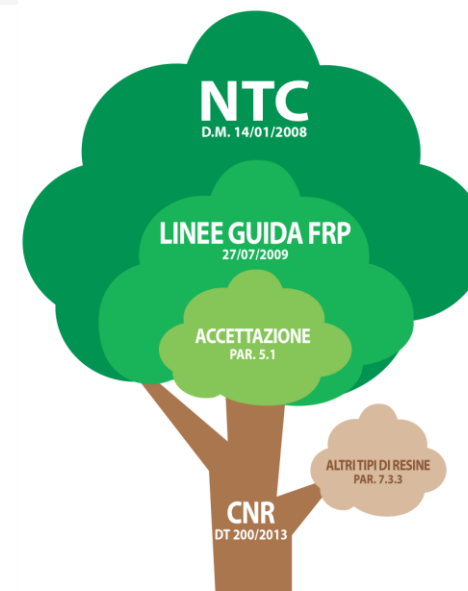 NTC
D.M. 14/01/2008
LINEE GUIDA FRP
27/07/2009
ACCETTAZIONE
PAR. 5.1
ALTRI TIPI DI RESINE
PAR. 7.3.3
CNR
DT 200/2013